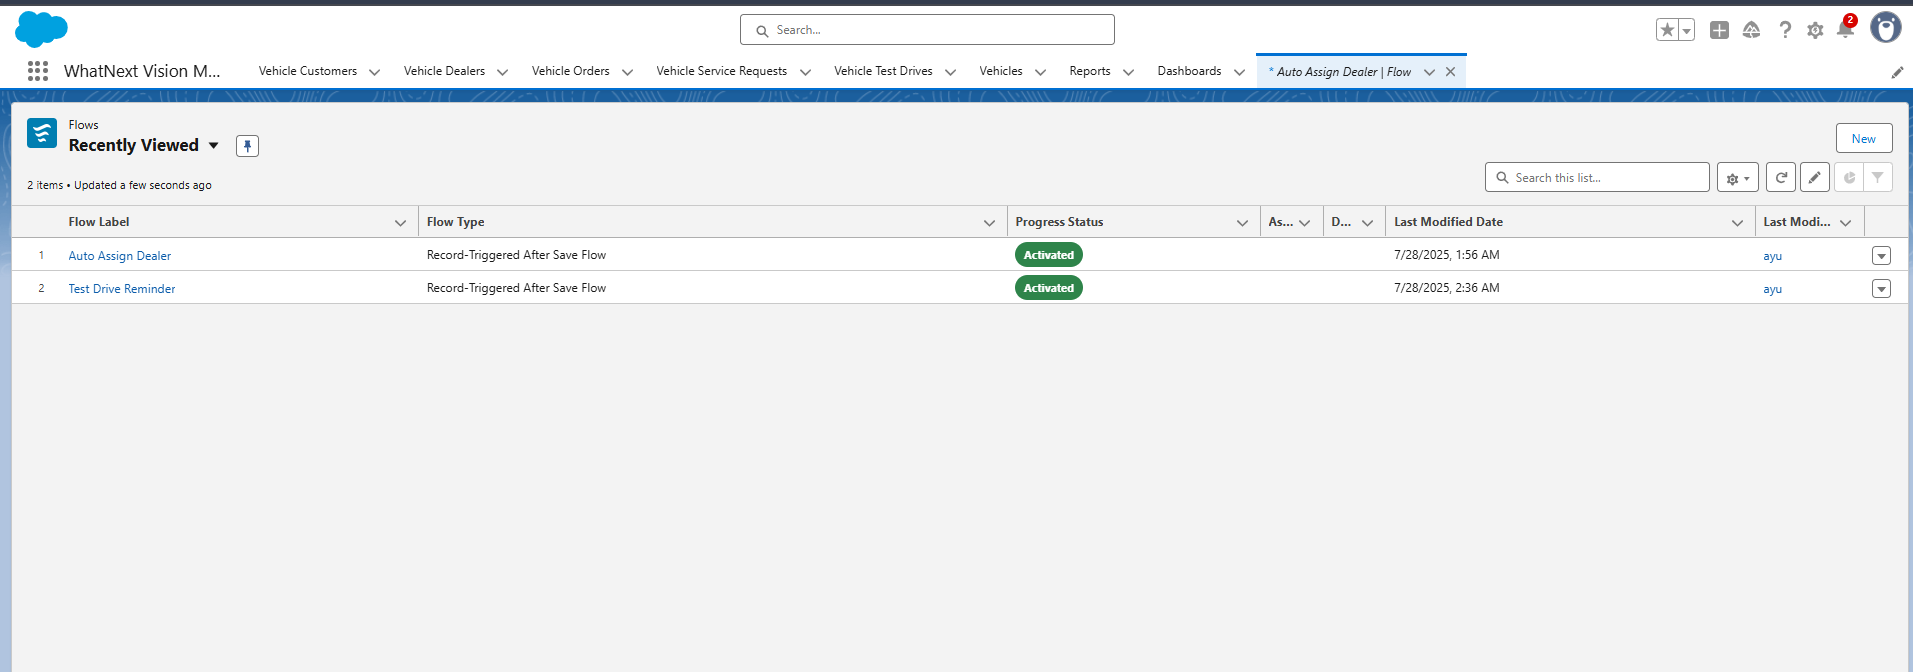 Search...
2
WhatNext Vision M...
Vehicle Customers
Vehicle Dealers
Vehicle Orders
Vehicle Service Requests
Vehicle Test Drives
Vehicles
Reports
Dashboards
* Auto Assign Dealer | Flow
Flows
Recently Viewed
New
2 items • Updated a few seconds ago
Search this list...
Flow Label Flow Type Progress Status As... D... Last Modified Date Last Modi...
1 Auto Assign Dealer Record-Triggered After Save Flow Activated 7/28/2025, 1:56 AM ayu
2 Test Drive Reminder Record-Triggered After Save Flow Activated 7/28/2025, 2:36 AM ayu